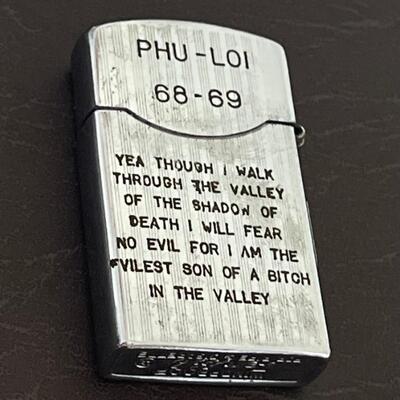 PHU-LOI
68-69
YEA THOUGH I WALK
THROUGH THE VALLEY
OF THE SHADOW OF
DEATH I WILL FEAR
NO EVIL FOR I AM THE
EVILEST SON OF A BITCH
IN THE VALLEY